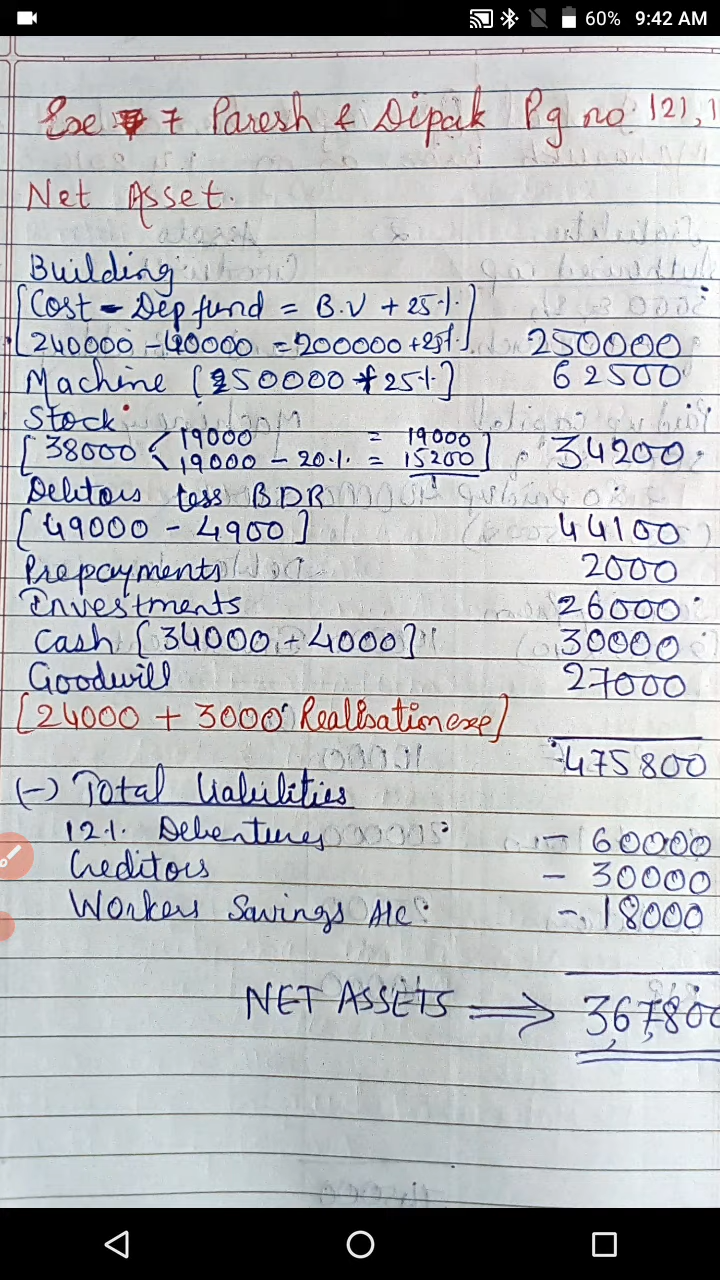 60% 9:42 AM
Exe 7 Paresh & Dipak Pg no 121, 1
Net Asset.
Building
[Cost - Dep fund = B.V + 25%.]
240000 - 40000 = 200000 + 25%.] 250000
Machine [50000 + 25%] 62500
Stock
[38000 < 19000 = 19000
19000 - 20% = 15200] 34200
Debtors less BDR
[49000 - 4900] 44100
Prepayments 2000
Investments 26000
Cash [34000 - 4000] 30000
Goodwill 27000
[24000 + 3000 Realisation exe]
475800
(-) Total Liabilities
12% Debentures - 60000
Creditors - 30000
Workers Savings A/c - 18000
NET ASSETS ⟹ 367800